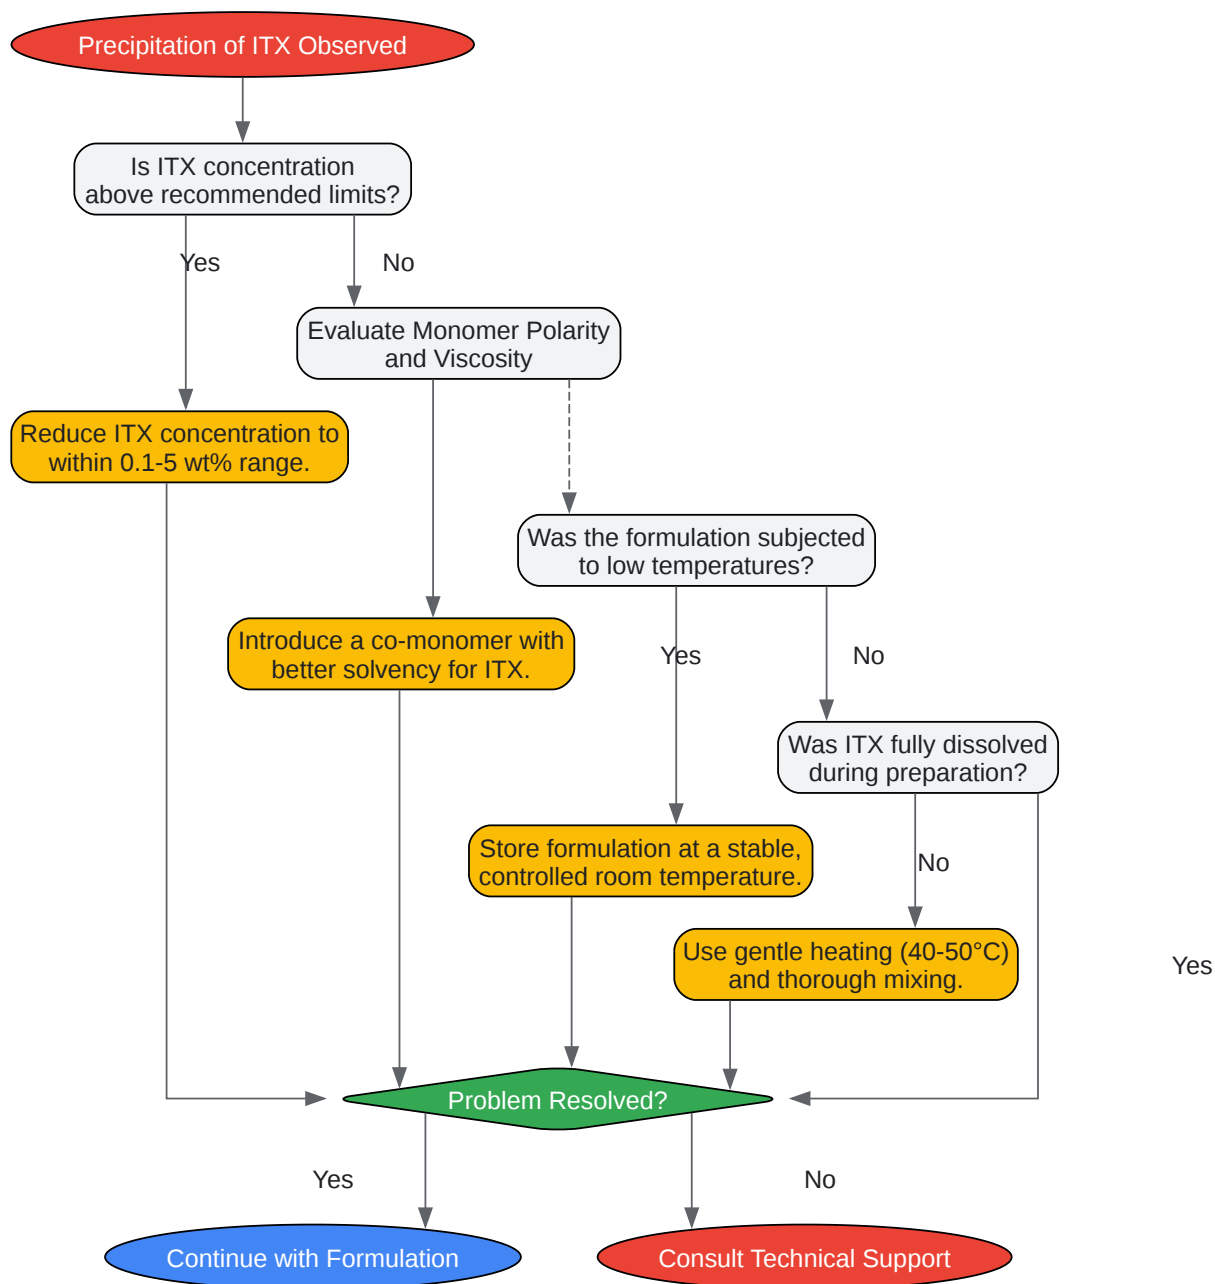 Precipitation of ITX Observed
Is ITX concentration
above recommended limits?
Yes
No
Evaluate Monomer Polarity
and Viscosity
Reduce ITX concentration to
within 0.1-5 wt% range.
Was the formulation subjected
to low temperatures?
Introduce a co-monomer with
better solvency for ITX.
Yes
No
Was ITX fully dissolved
during preparation?
Store formulation at a stable,
controlled room temperature.
No
Use gentle heating (40-50°C)
and thorough mixing.
Yes
Problem Resolved?
Yes
No
Continue with Formulation
Consult Technical Support